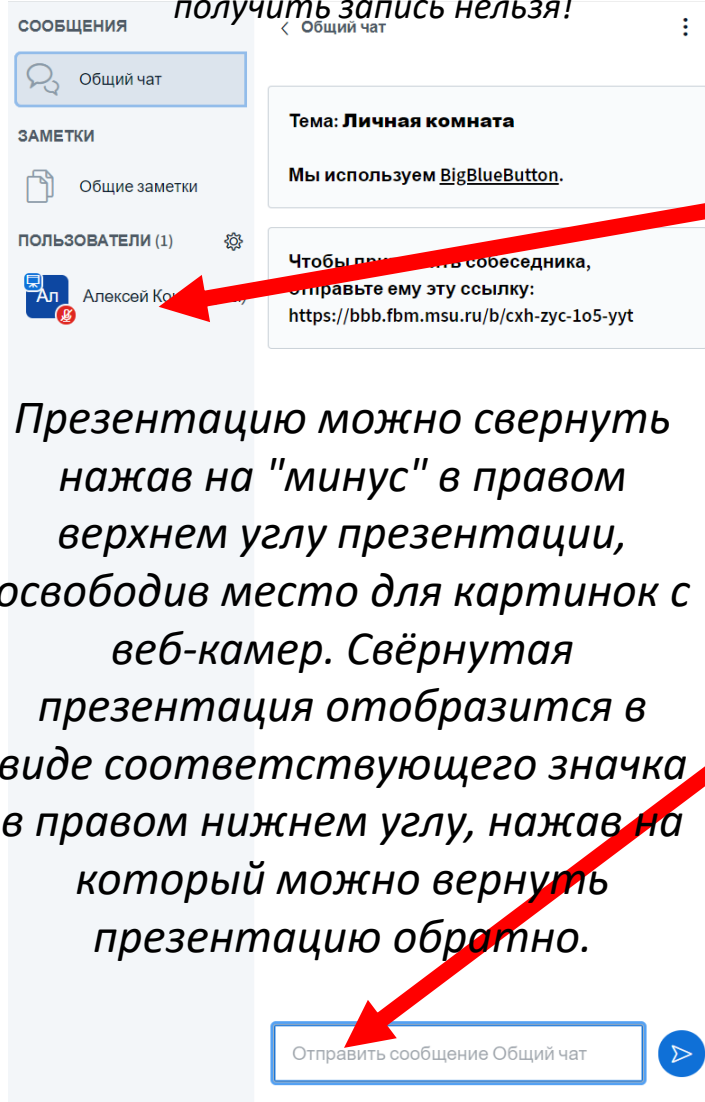 получить запись нельзя!
СООБЩЕНИЯ
Общий чат
ЗАМЕТКИ
Общие заметки
ПОЛЬЗОВАТЕЛИ (1)
Ал
Алексей
Общий чат
Тема: Личная комната
Мы используем BigBlueButton.
Чтобы собеседника,
отправьте ему эту ссылку:
https://bbb.fbm.msu.ru/b/cxh-zyc-1o5-yyt
Презентацию можно свернуть
нажав на "минус" в правом
верхнем углу презентации,
освободив место для картинок с
веб-камер. Свёрнутая
презентация отобразится в
виде соответствующего значка
в правом нижнем углу, нажав на
который можно вернуть
презентацию обратно.
Отправить сообщение Общий чат